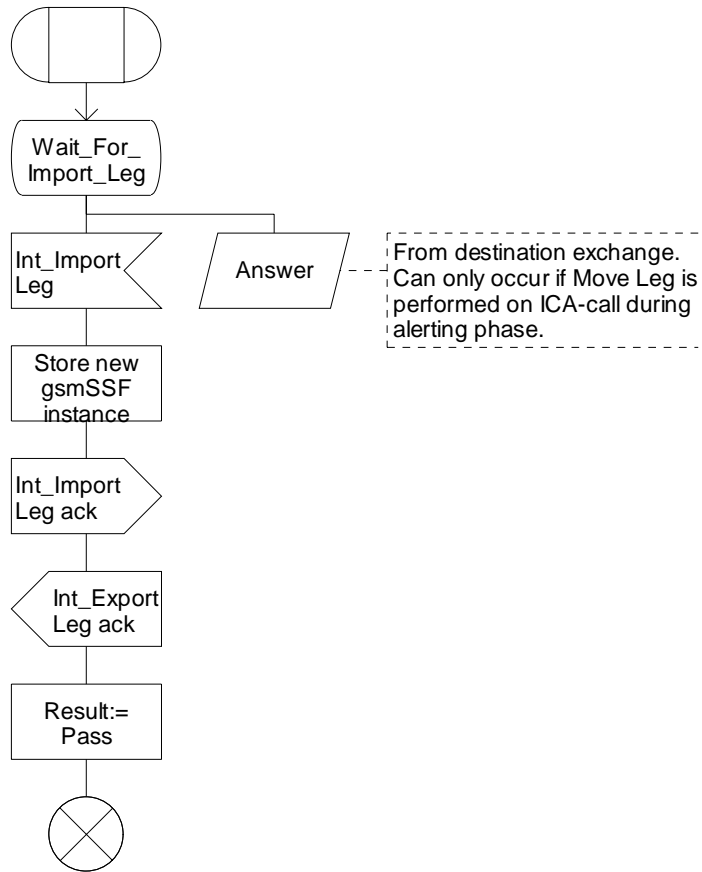 Wait_For_
Import_Leg
Int_Import
Leg
Answer
From destination exchange.
Can only occur if Move Leg is
performed on ICA-call during
alerting phase.
Store new
gsmSSF
instance
Int_Import
Leg ack
Int_Export
Leg ack
Result:=
Pass